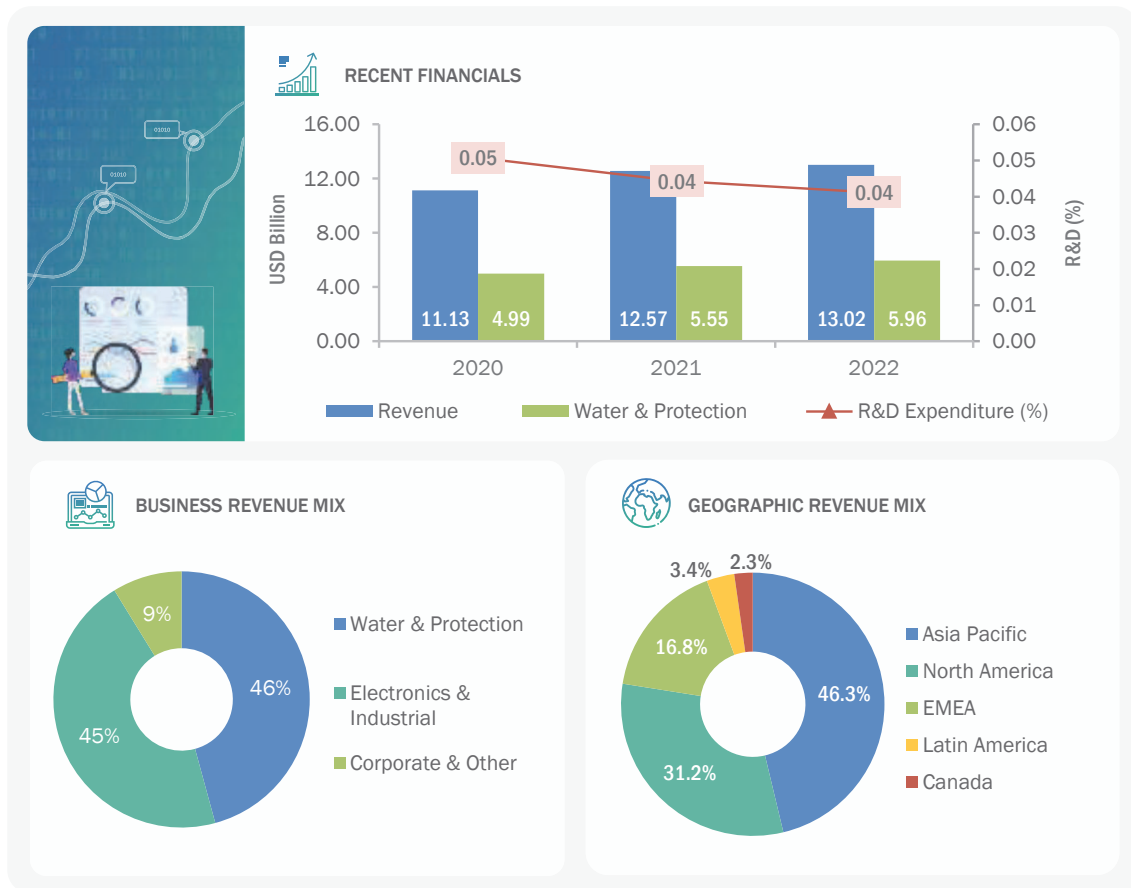 01010
01010
RECENT FINANCIALS
16.00
12.00
8.00
4.00
0.00
USD Billion
0.05
0.04
0.04
11.13
4.99
12.57
5.55
13.02
5.96
0.06
0.05
0.04
0.03
0.02
0.01
0.00
R&D (%)
2020
2021
2022
Revenue
Water & Protection
R&D Expenditure (%)
BUSINESS REVENUE MIX
9%
46%
45%
Water & Protection
Electronics &
Industrial
Corporate & Other
GEOGRAPHIC REVENUE MIX
3.4%
2.3%
16.8%
46.3%
31.2%
Asia Pacific
North America
EMEA
Latin America
Canada